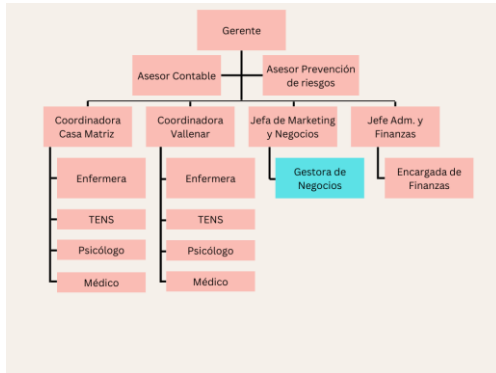 Gerente
Asesor Contable
Asesor Prevención
de riesgos
Coordinadora
Casa Matriz
Coordinadora
Vallenar
Jefa de Marketing
y Negocios
Jefe Adm. y
Finanzas
Enfermera
Enfermera
Gestora de
Negocios
Encargada de
Finanzas
TENS
TENS
Psicólogo
Psicólogo
Médico
Médico